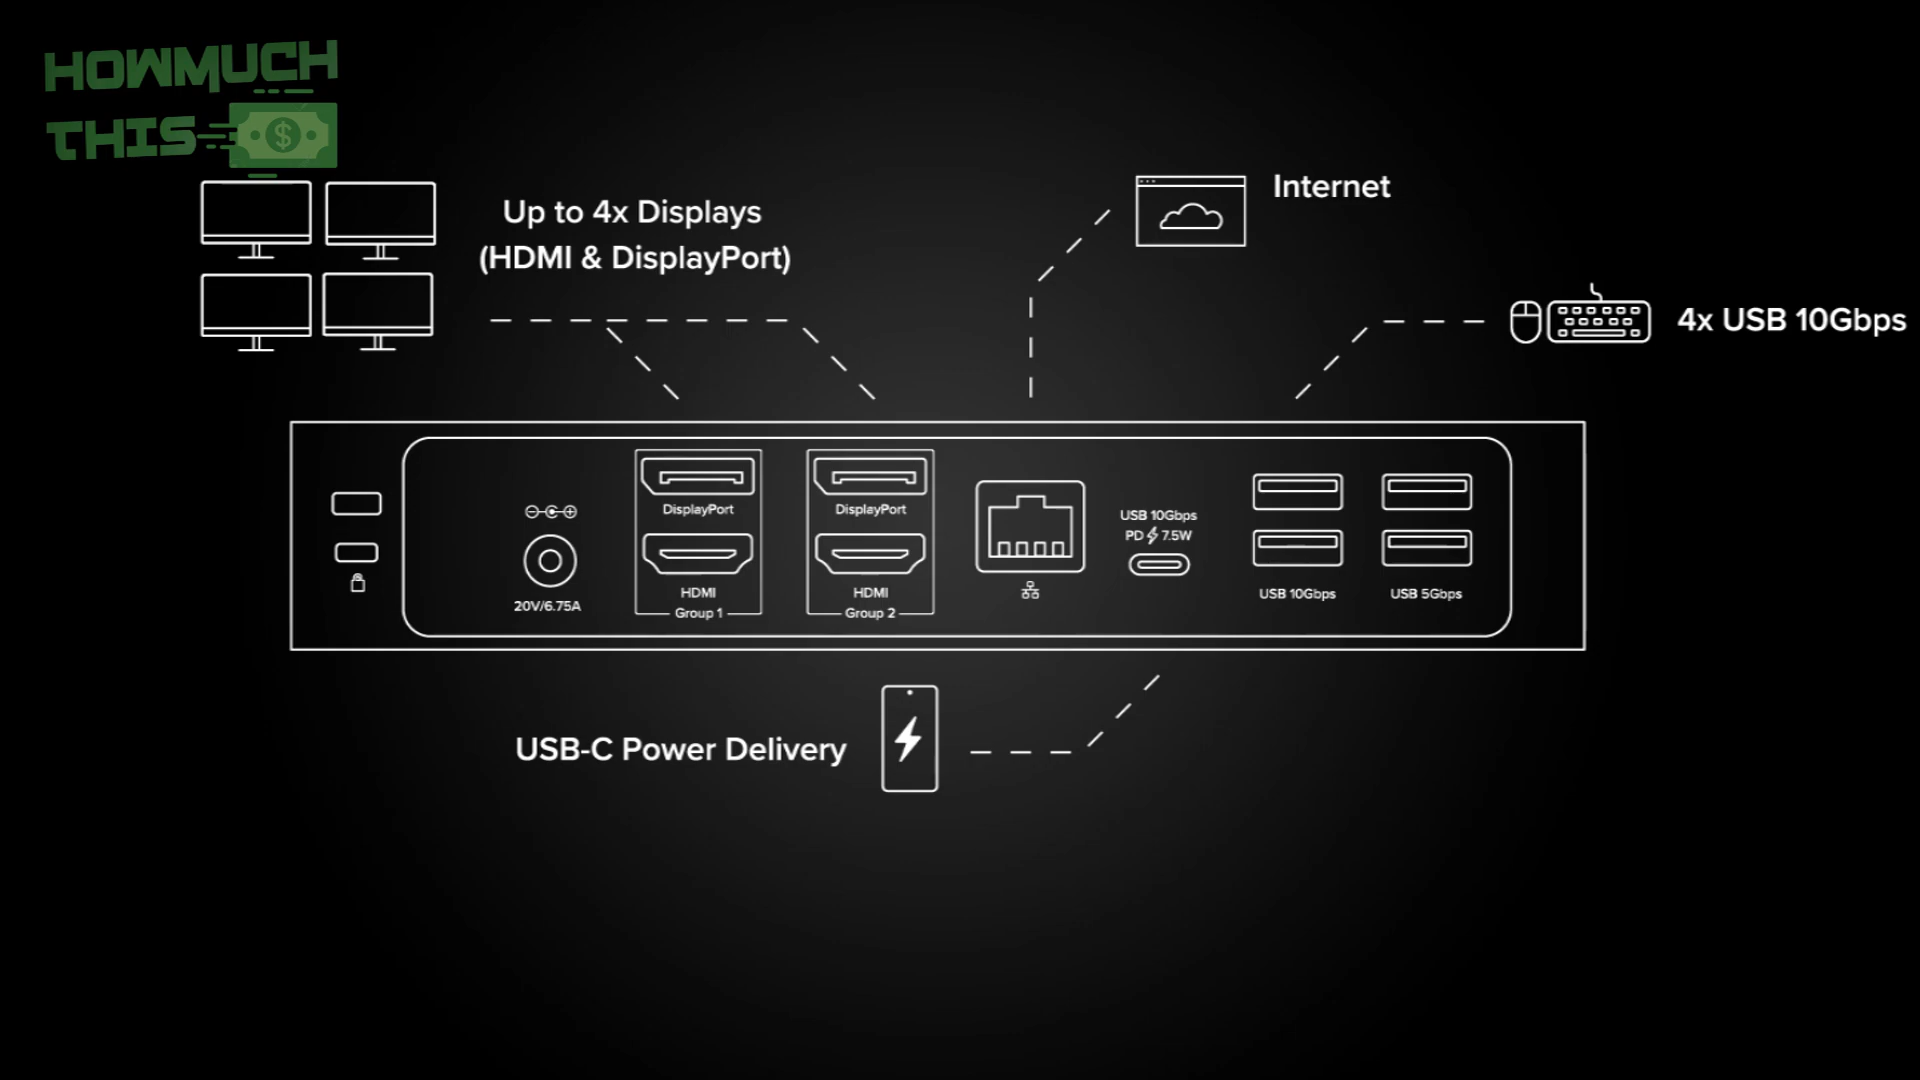 HOWMUCH
THIS
Up to 4x Displays
(HDMI & DisplayPort)
Internet
4x USB 10Gbps
DisplayPort
HDMI
Group 1
DisplayPort
HDMI
Group 2
20V/6.75A
USB 10Gbps
PD 7.5W
USB 10Gbps
USB 5Gbps
USB-C Power Delivery